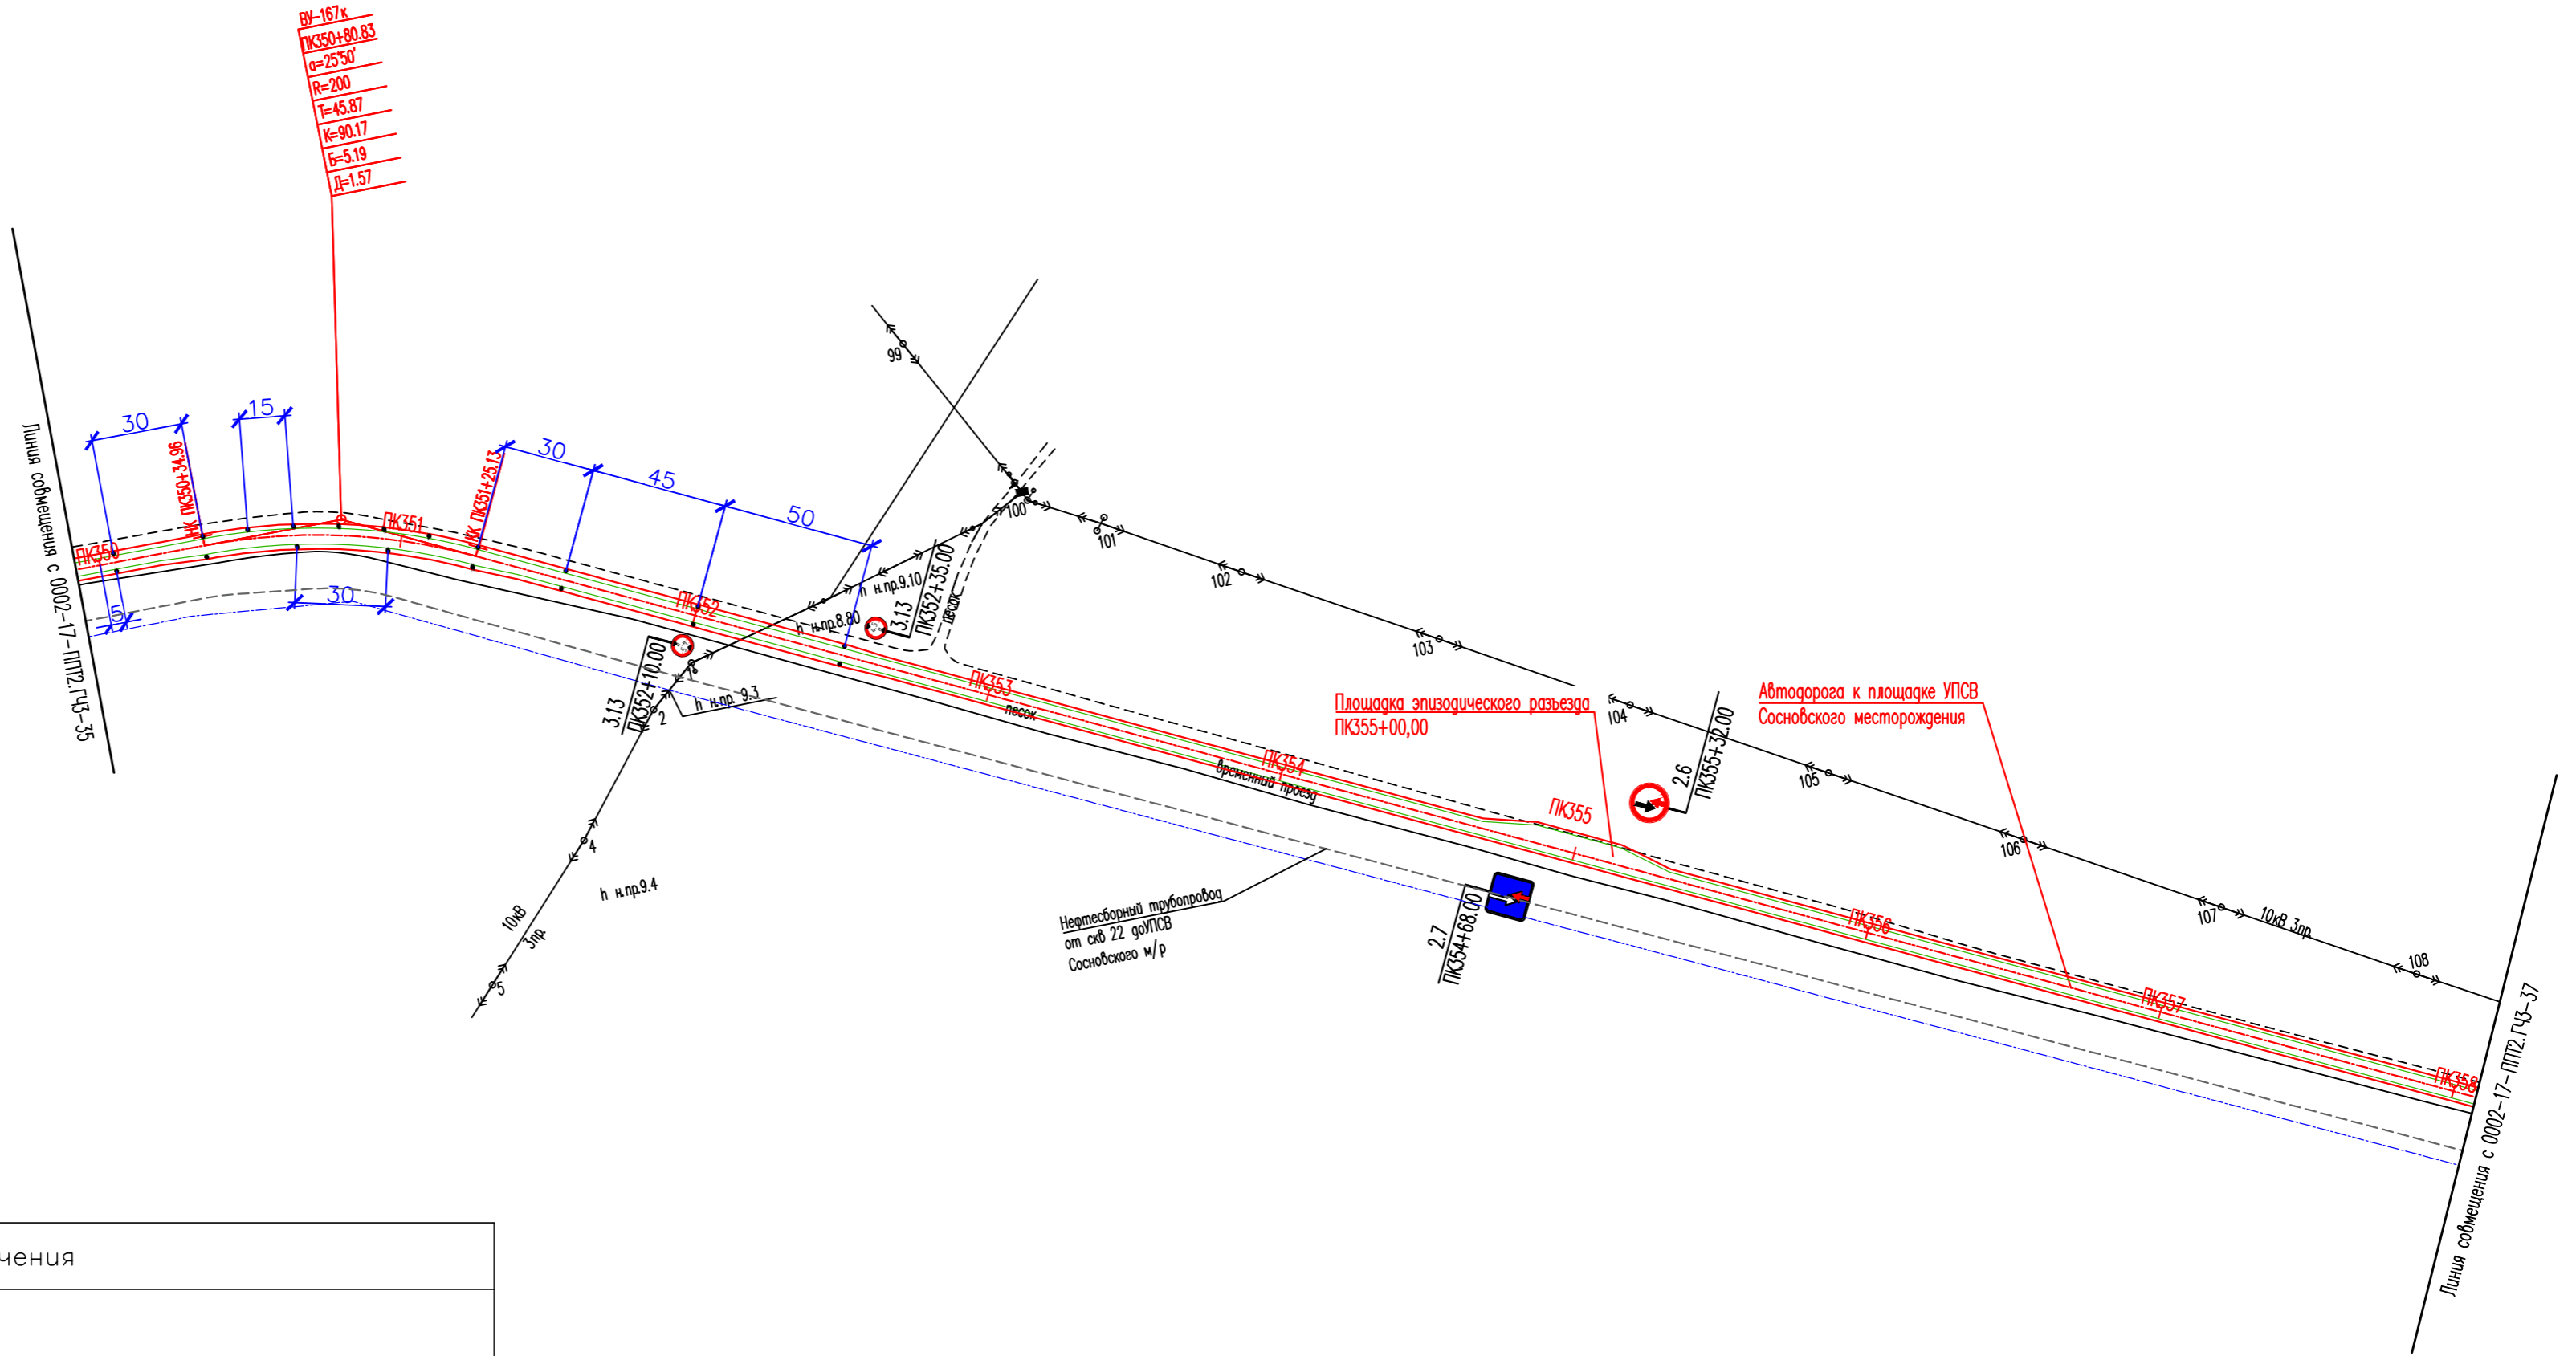 ВУ-167к
ПК350+80.83
α=25°50'
R=200
Т=45.87
К=90.17
Б=5.19
Д=1.57
Линия совмещения с 0002-17-ППТ2.ГЧ3-35
30
15
НК ПК350+34.96
КК ПК351+25.13
30
45
50
ПК350
ПК351
5
30
ПК352
99
100
101
102
103
104
105
106
107
108
10кВ 3пр.
h н.пр.9.10
h н.пр.8.80
3.13
ПК352+35.00
песок
3.13
ПК352+10.00
1
2
h н.пр. 9.3
4
h н.пр.9.4
10кВ
3пр.
5
ПК353
песок
ПК354
временный проезд
Площадка эпизодического разъезда
ПК355+00,00
ПК355
2.6
ПК355+32.00
Автодорога к площадке УПСВ
Сосновского месторождения
Нефтесборный трубопровод
от скв 22 доУПСВ
Сосновского м/р
2.7
ПК354+68.00
ПК356
ПК357
ПК358
Линия совмещения с 0002-17-ППТ2.ГЧ3-37
чения